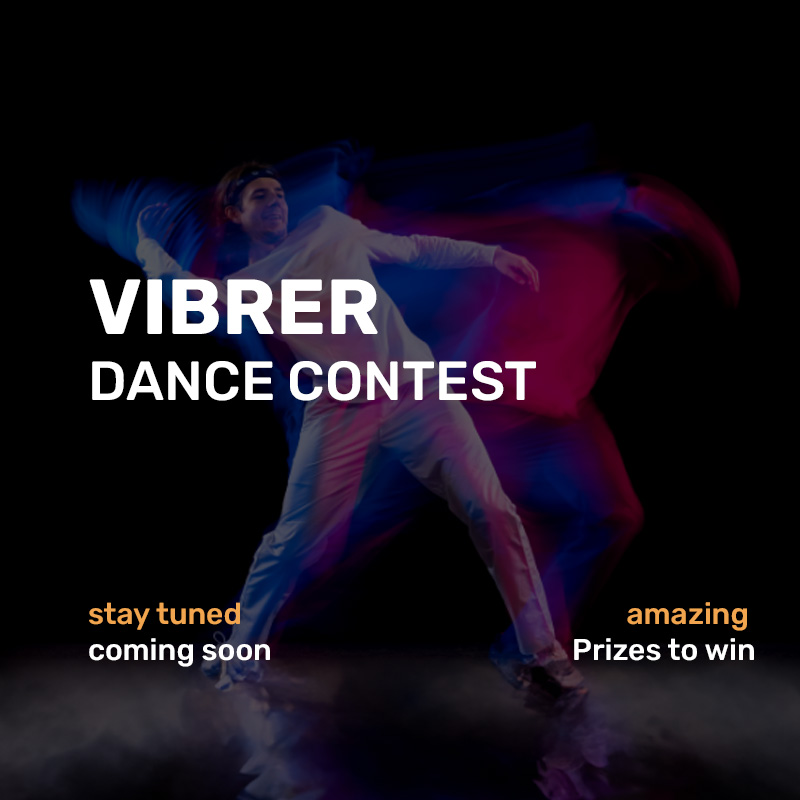 VIBRER
DANCE CONTEST
stay tuned
coming soon
amazing
Prizes to win